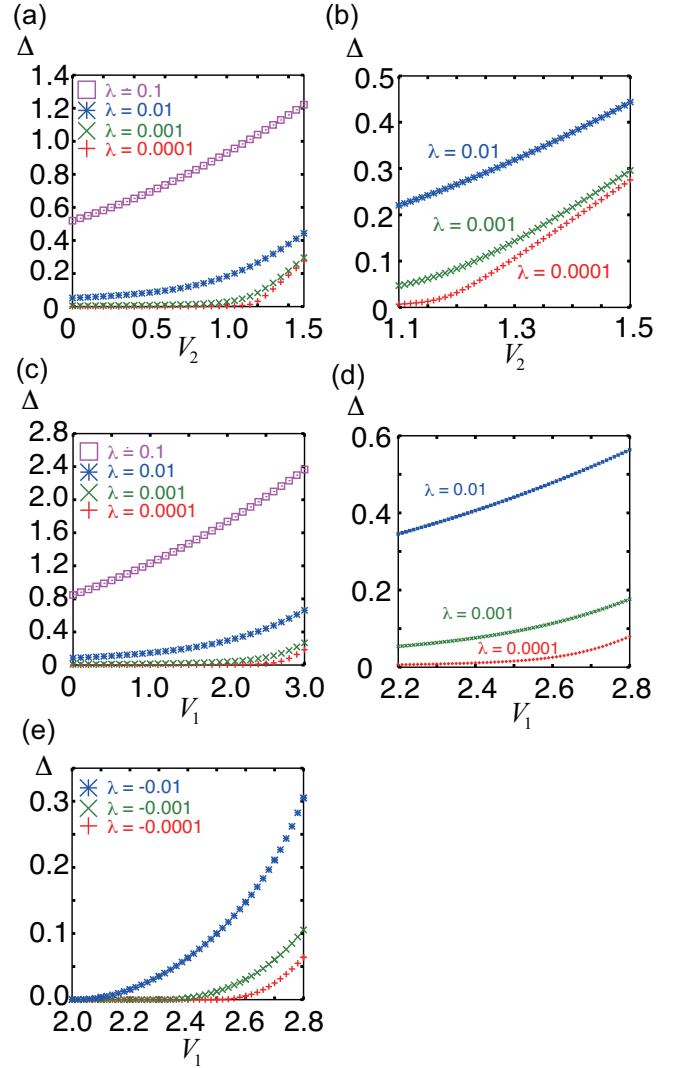 (a)
Δ
1.4
1.2
1.0
0.8
0.6
0.4
0.2
0
λ = 0.1
λ = 0.01
λ = 0.001
λ = 0.0001
0 0.5 1.0 1.5
V2
(b)
Δ
0.5
0.4
0.3
0.2
0.1
0
λ = 0.01
λ = 0.001
λ = 0.0001
1.1 1.3 1.5
V2
(c)
Δ
2.8
2.4
2.0
1.6
1.2
0.8
0.4
0
λ = 0.1
λ = 0.01
λ = 0.001
λ = 0.0001
0 1.0 2.0 3.0
V1
(d)
Δ
0.6
0.4
0.2
0
λ = 0.01
λ = 0.001
λ = 0.0001
2.2 2.4 2.6 2.8
V1
(e)
Δ
0.3
0.2
0.1
0.0
λ = -0.01
λ = -0.001
λ = -0.0001
2.0 2.2 2.4 2.6 2.8
V1